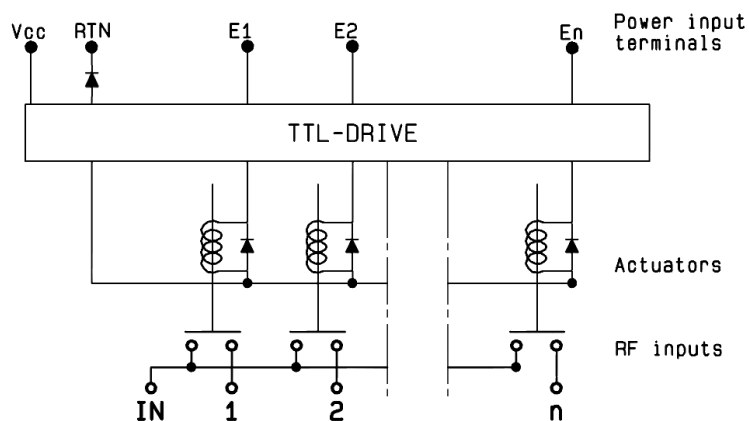 Vcc RTN E1 E2 En Power input
terminals
TTL-DRIVE
Actuators
RF inputs
IN 1 2 n